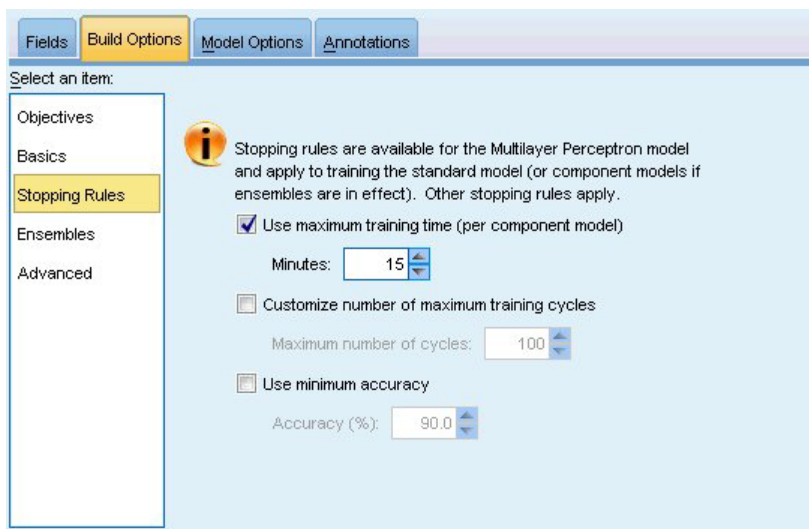 Fields Build Options Model Options Annotations
Select an item:
Objectives
Basics
Stopping Rules
Ensembles
Advanced
Stopping rules are available for the Multilayer Perceptron model
and apply to training the standard model (or component models if
ensembles are in effect). Other stopping rules apply.
Use maximum training time (per component model)
Minutes: 15
Customize number of maximum training cycles
Maximum number of cycles: 100
Use minimum accuracy
Accuracy (%): 90.0